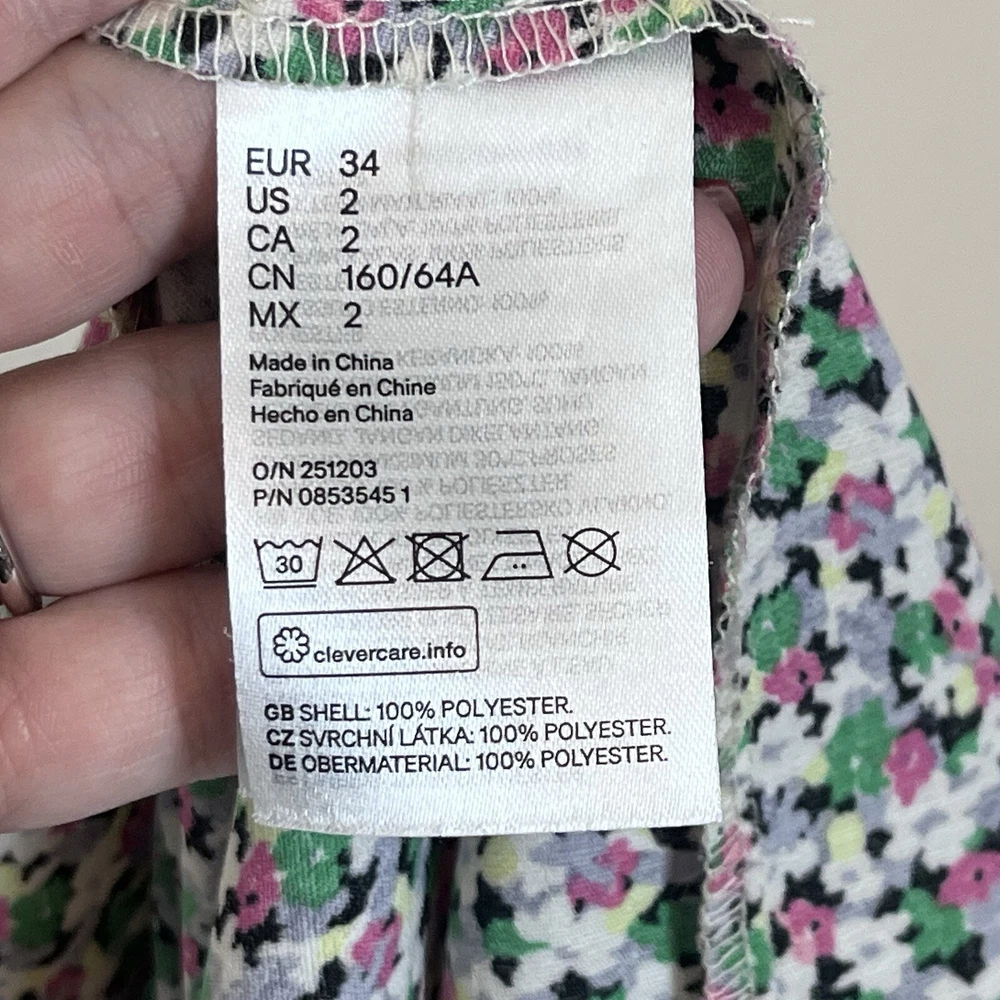 EUR 34
US 2
CA 2
CN 160/64A
MX 2
Made in China
Fabriqué en Chine
Hecho en China
O/N 251203
P/N 0853545 1
30
clevercare.info
GB SHELL: 100% POLYESTER.
CZ SVRCHNÍ LÁTKA: 100% POLYESTER.
DE OBERMATERIAL: 100% POLYESTER.